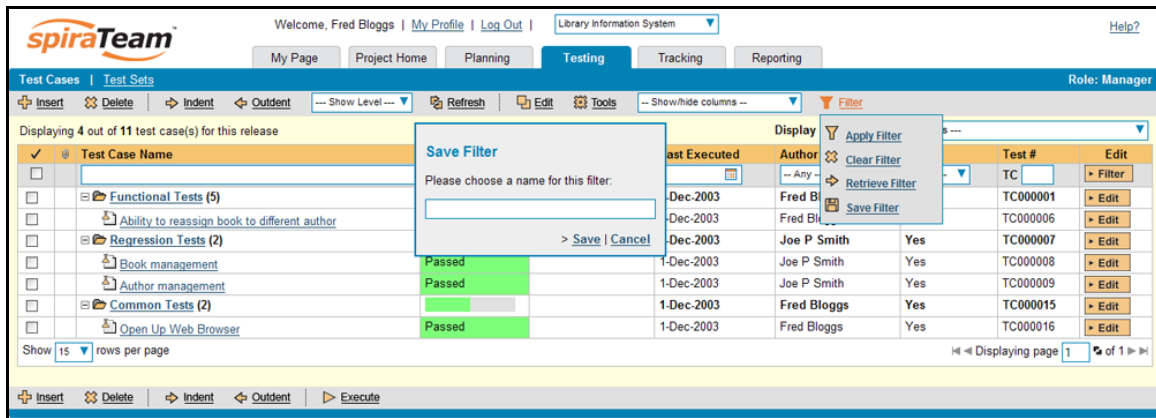 spiraTeam
Welcome, Fred Bloggs | My Profile | Log Out | Library Information System
Help?
My Page Project Home Planning Testing Tracking Reporting
Test Cases | Test Sets Role: Manager
Insert Delete Indent Outdent --- Show Level --- Refresh Edit Tools -- Show/hide columns -- Filter
Displaying 4 out of 11 test case(s) for this release Display
Test Case Name ast Executed Author Test # Edit
-- Any -- TC Filter
Functional Tests (5) -Dec-2003 Fred Bl TC000001 Edit
Ability to reassign book to different author -Dec-2003 Fred Blo TC000006 Edit
Regression Tests (2) -Dec-2003 Joe P Smith Yes TC000007 Edit
Book management Passed 1-Dec-2003 Joe P Smith Yes TC000008 Edit
Author management Passed 1-Dec-2003 Joe P Smith Yes TC000009 Edit
Common Tests (2) 1-Dec-2003 Fred Bloggs Yes TC000015 Edit
Open Up Web Browser Passed 1-Dec-2003 Fred Bloggs Yes TC000016 Edit
Save Filter
Please choose a name for this filter:
> Save | Cancel
Apply Filter
Clear Filter
Retrieve Filter
Save Filter
Show 15 rows per page Displaying page 1 of 1
Insert Delete Indent Outdent Execute